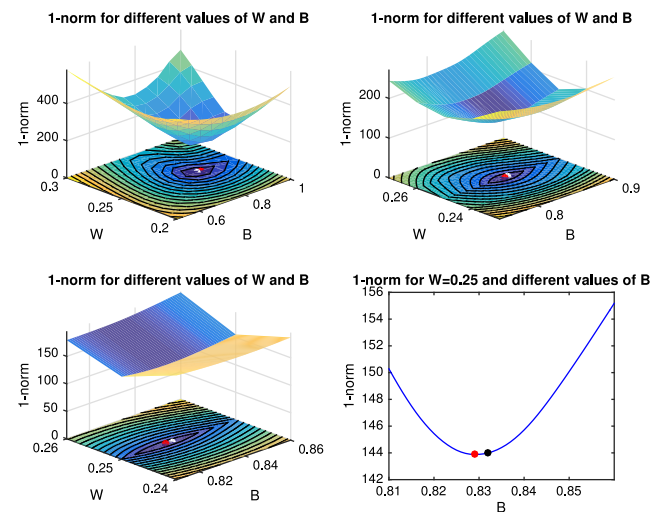 1-norm for different values of W and B
400
200
0
1-norm
0.3
0.25
0.2
W
0.6
0.8
1
B
1-norm for different values of W and B
200
100
0
1-norm
0.26
0.24
W
0.8
0.9
B
1-norm for different values of W and B
150
100
50
0
1-norm
0.26
0.25
0.24
W
0.82
0.84
0.86
B
1-norm for W=0.25 and different values of B
156
154
152
150
148
146
144
142
1-norm
0.81
0.82
0.83
0.84
0.85
B